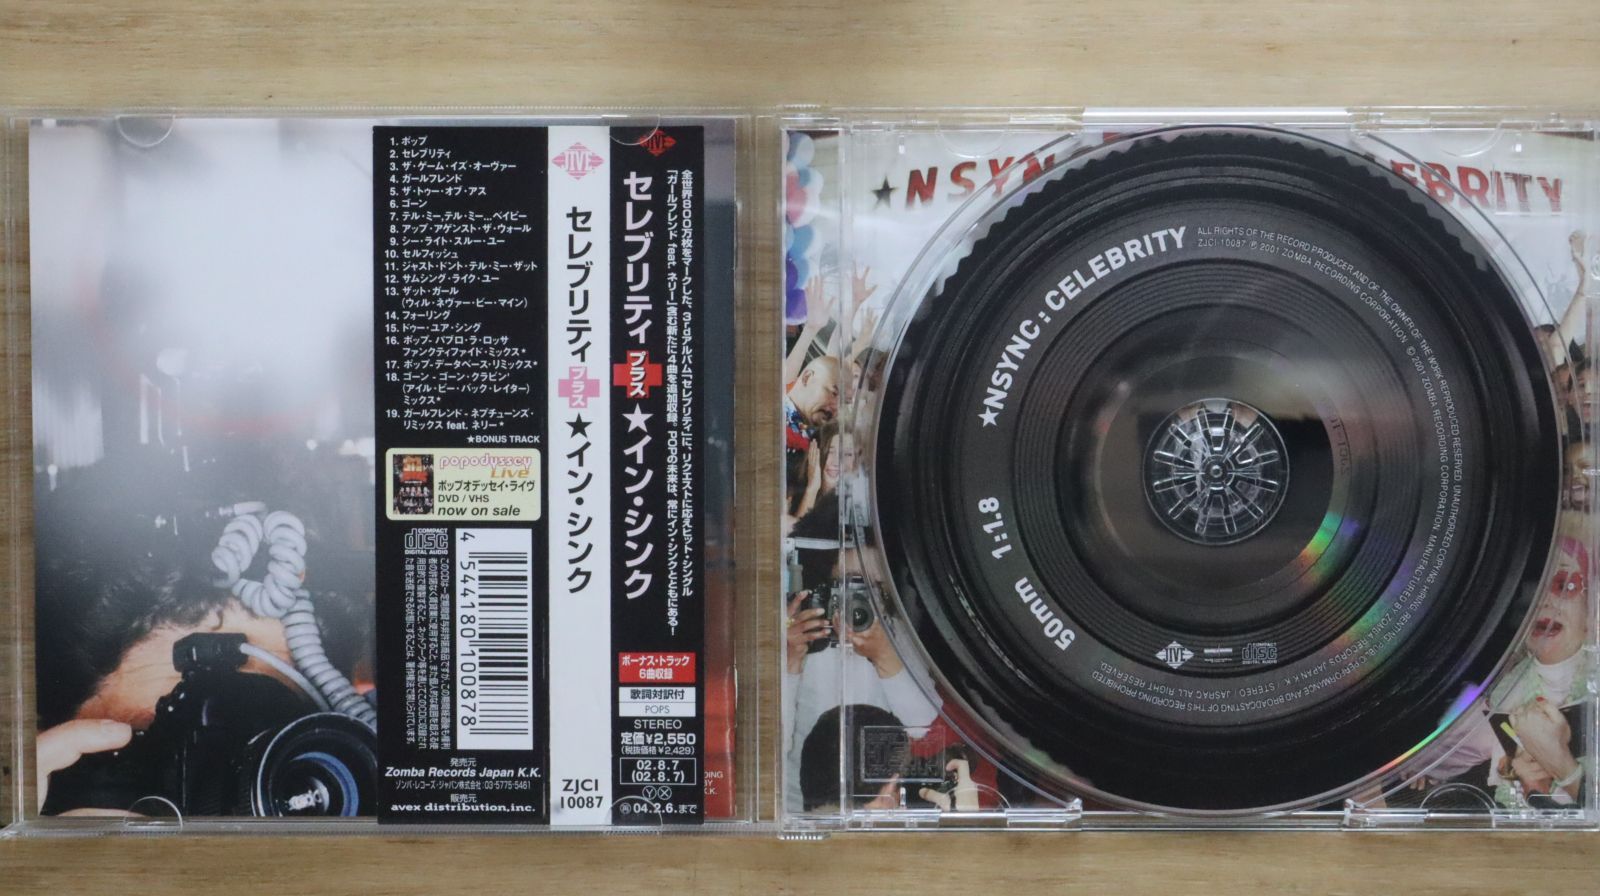 1. ポップ
2. セレブリティ
3. ザ・ゲーム・イズ・オーヴァー
4. ガールフレンド
5. ザ・トゥー・オブ・アス
6. ゴーン
7. テル・ミー,テル・ミー…ベイビー
8. アップ・アゲンスト・ザ・ウォール
9. シー・ライト・スルー・ユー
10. セルフィッシュ
11. ジャスト・ドント・テル・ミー・ザット
12. サムシング・ライク・ユー
13. ザット・ガール
(ウィル・ネヴァー・ビー・マイン)
14. フォーリング
15. ドゥー・ユア・シング
16. ポップ- パブロ・ラ・ロッサ
ファンクティファイド・ミックス★
17. ポップ- データベース・リミックス★
18. ゴーン - ゴーン・クラビン'
(アイル・ビー・バック・レイター)
ミックス★
19. ガールフレンド - ネプチューンズ・
リミックス feat. ネリー★
★BONUS TRACK
popodyssey
Live
ポップオデッセイ・ライヴ
DVD / VHS
now on sale
COMPACT
disc
DIGITAL AUDIO
4 544180 100878
発売元
Zomba Records Japan K.K.
ゾンバ・レコーズ・ジャパン株式会社:03-5775-5461
販売元
avex distribution,inc.
JIVE
セレブリティ プラス ★イン・シンク
ZJCI
10087
JIVE
全世界800万枚をマークした、3rdアルバム「セレブリティ」に、リクエストに応えヒット・シングル
「ガールフレンド feat. ネリー」含む新たに4曲を追加収録。POPの未来は、常にイン・シンクとともにある!
セレブリティ プラス ★イン・シンク
ボーナス・トラック
6曲収録
歌詞対訳付
POPS
STEREO
定価¥2,550
(税抜価格¥2,429)
02.8.7
(02.8.7)
Ⓨ Ⓧ
04.2.6.まで
★NSYN
EBRITY
★NSYNC : CELEBRITY
50mm 1:1.8
ALL RIGHTS OF THE RECORD PRODUCER AND OF THE OWNER OF THE WORK REPRODUCED RESERVED. UNAUTHORIZED COPYING, HIRING, RENTING, PUBLIC PERFORMANCE AND BROADCASTING OF THIS RECORDING PROHIBITED.
ZJCI-10087 ℗ 2001 ZOMBA RECORDING CORPORATION © 2001 ZOMBA RECORDING CORPORATION. MANUFACTURED BY ZOMBA RECORDS JAPAN K.K. STEREO / JASRAC ALL RIGHT RESERVED.
JIVE
COMPACT
disc
DIGITAL AUDIO